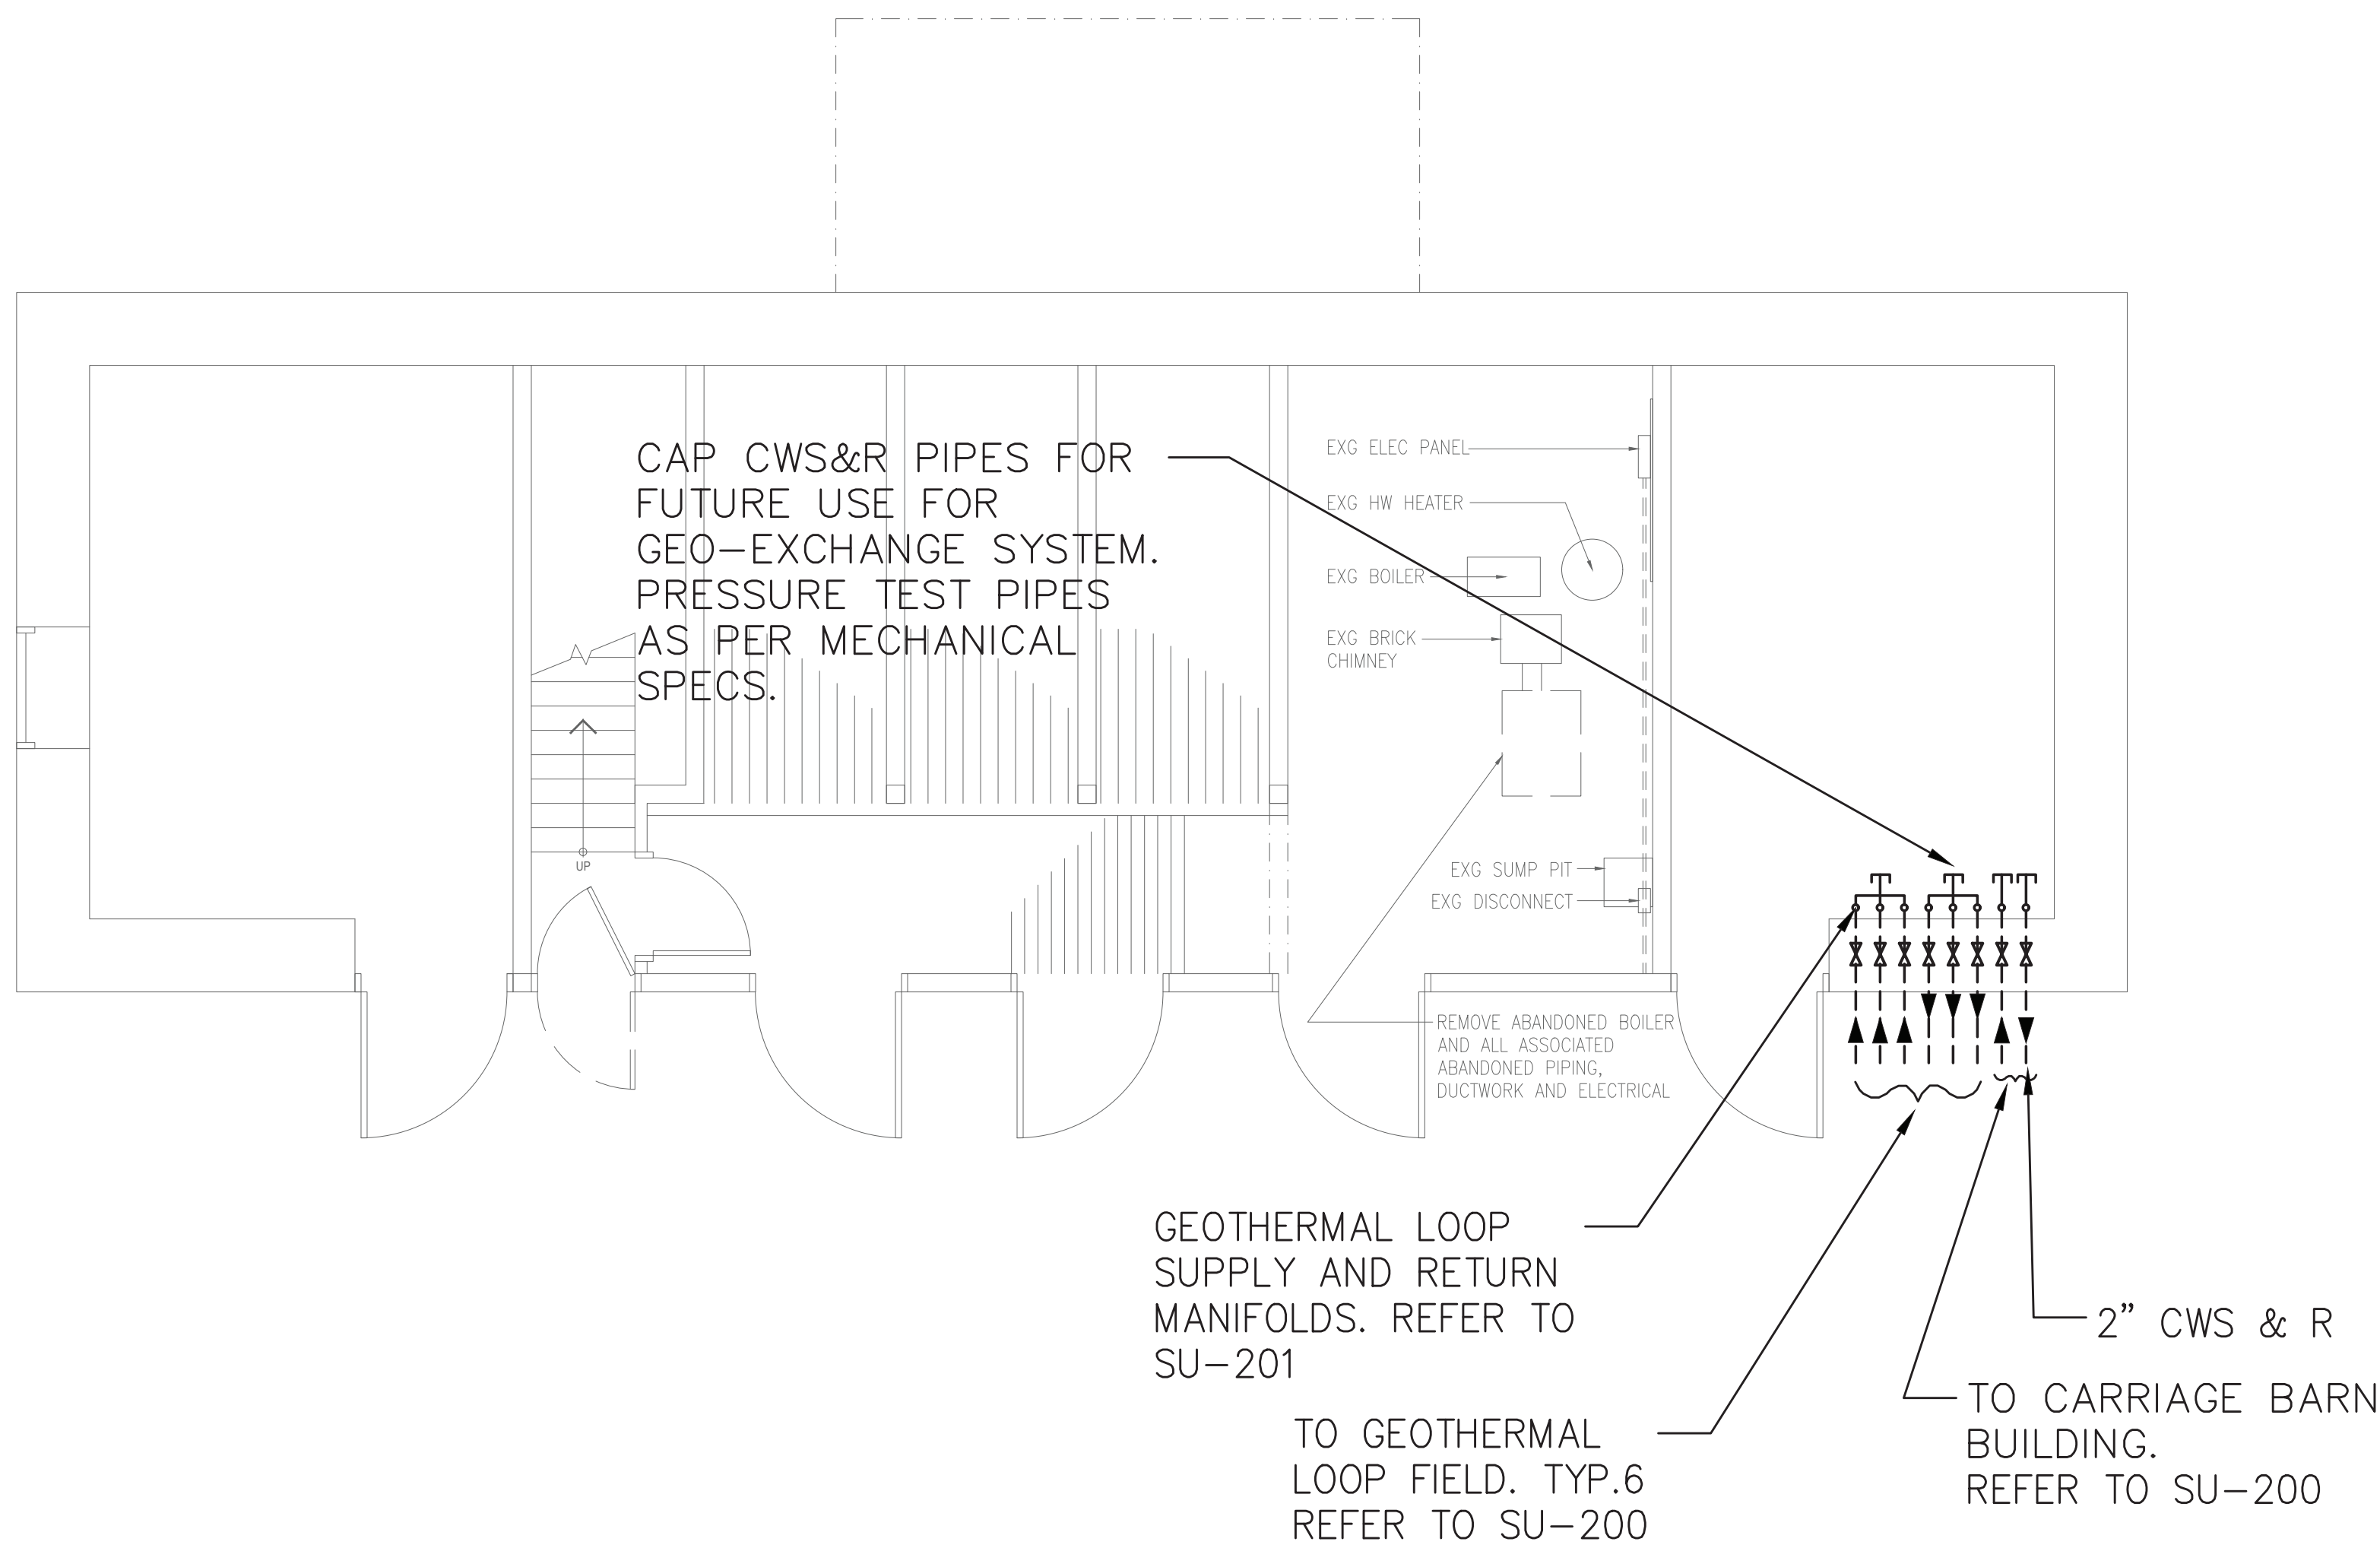 CAP CWS&R PIPES FOR
FUTURE USE FOR
GEO-EXCHANGE SYSTEM.
PRESSURE TEST PIPES
AS PER MECHANICAL
SPECS.
EXG ELEC PANEL
EXG HW HEATER
EXG BOILER
EXG BRICK
CHIMNEY
UP
EXG SUMP PIT
EXG DISCONNECT
REMOVE ABANDONED BOILER
AND ALL ASSOCIATED
ABANDONED PIPING,
DUCTWORK AND ELECTRICAL
GEOTHERMAL LOOP
SUPPLY AND RETURN
MANIFOLDS. REFER TO
SU-201
2" CWS & R
TO CARRIAGE BARN
BUILDING.
REFER TO SU-200
TO GEOTHERMAL
LOOP FIELD. TYP.6
REFER TO SU-200